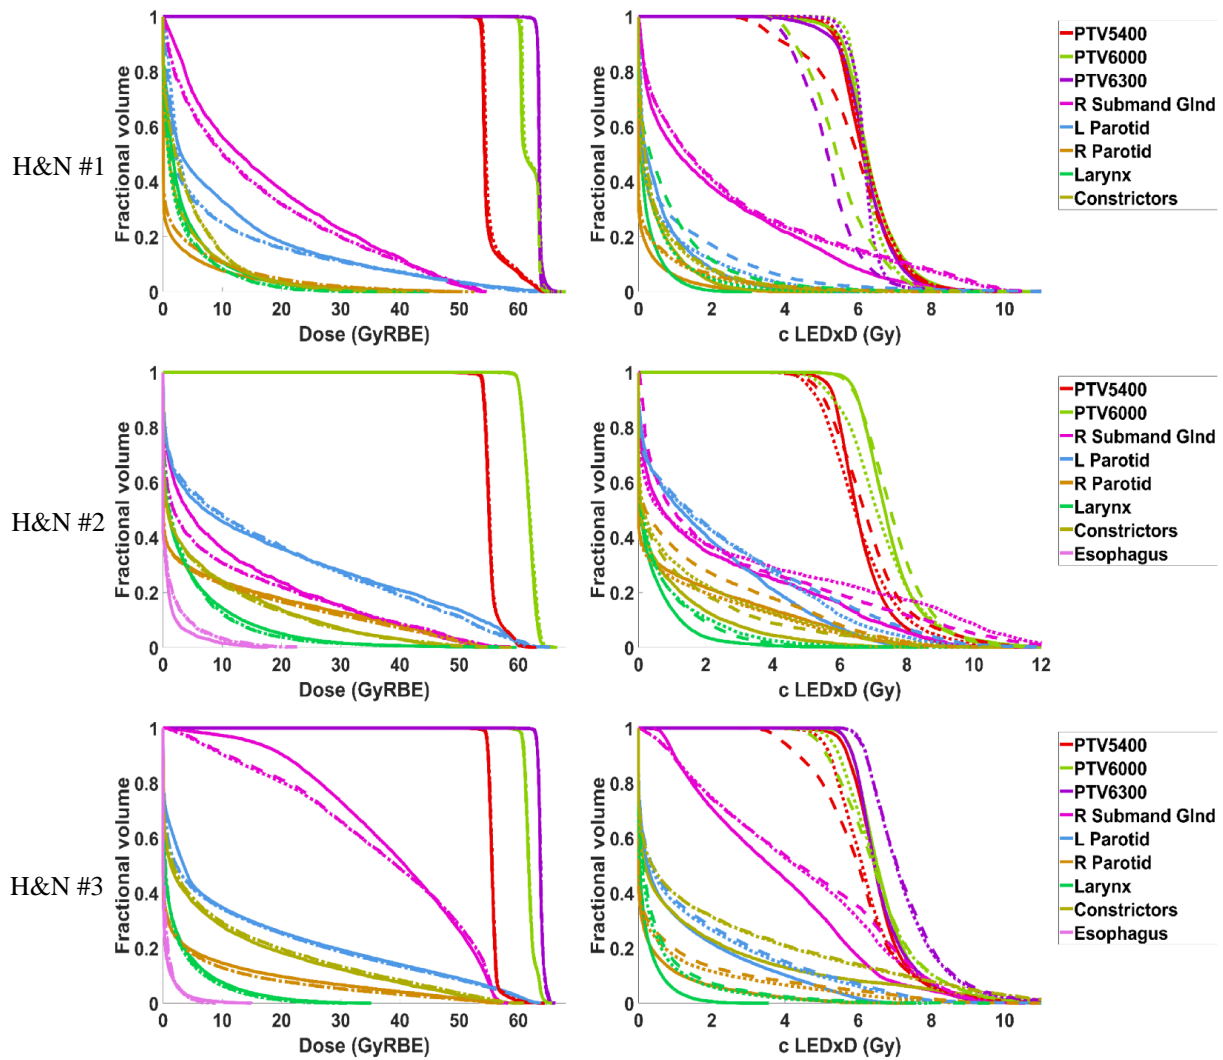 H&N #1
Fractional volume
1
0.8
0.6
0.4
0.2
0
0 10 20 30 40 50 60
Dose (GyRBE)
Fractional volume
1
0.8
0.6
0.4
0.2
0
0 2 4 6 8 10
c LEDxD (Gy)
PTV5400
PTV6000
PTV6300
R Submand Glnd
L Parotid
R Parotid
Larynx
Constrictors
H&N #2
Fractional volume
1
0.8
0.6
0.4
0.2
0
0 10 20 30 40 50 60
Dose (GyRBE)
Fractional volume
1
0.8
0.6
0.4
0.2
0
0 2 4 6 8 10 12
c LEDxD (Gy)
PTV5400
PTV6000
R Submand Glnd
L Parotid
R Parotid
Larynx
Constrictors
Esophagus
H&N #3
Fractional volume
1
0.8
0.6
0.4
0.2
0
0 10 20 30 40 50 60
Dose (GyRBE)
Fractional volume
1
0.8
0.6
0.4
0.2
0
0 2 4 6 8 10
c LEDxD (Gy)
PTV5400
PTV6000
PTV6300
R Submand Glnd
L Parotid
R Parotid
Larynx
Constrictors
Esophagus